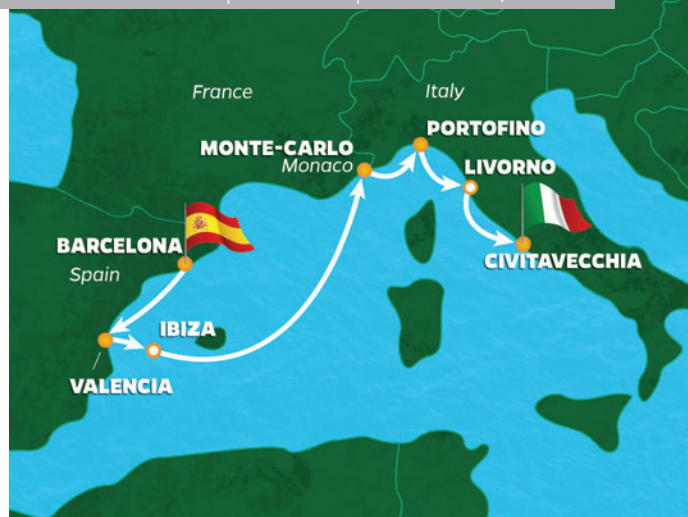 France
Italy
PORTOFINO
MONTE-CARLO
Monaco
LIVORNO
BARCELONA
Spain
CIVITAVECCHIA
IBIZA
VALENCIA